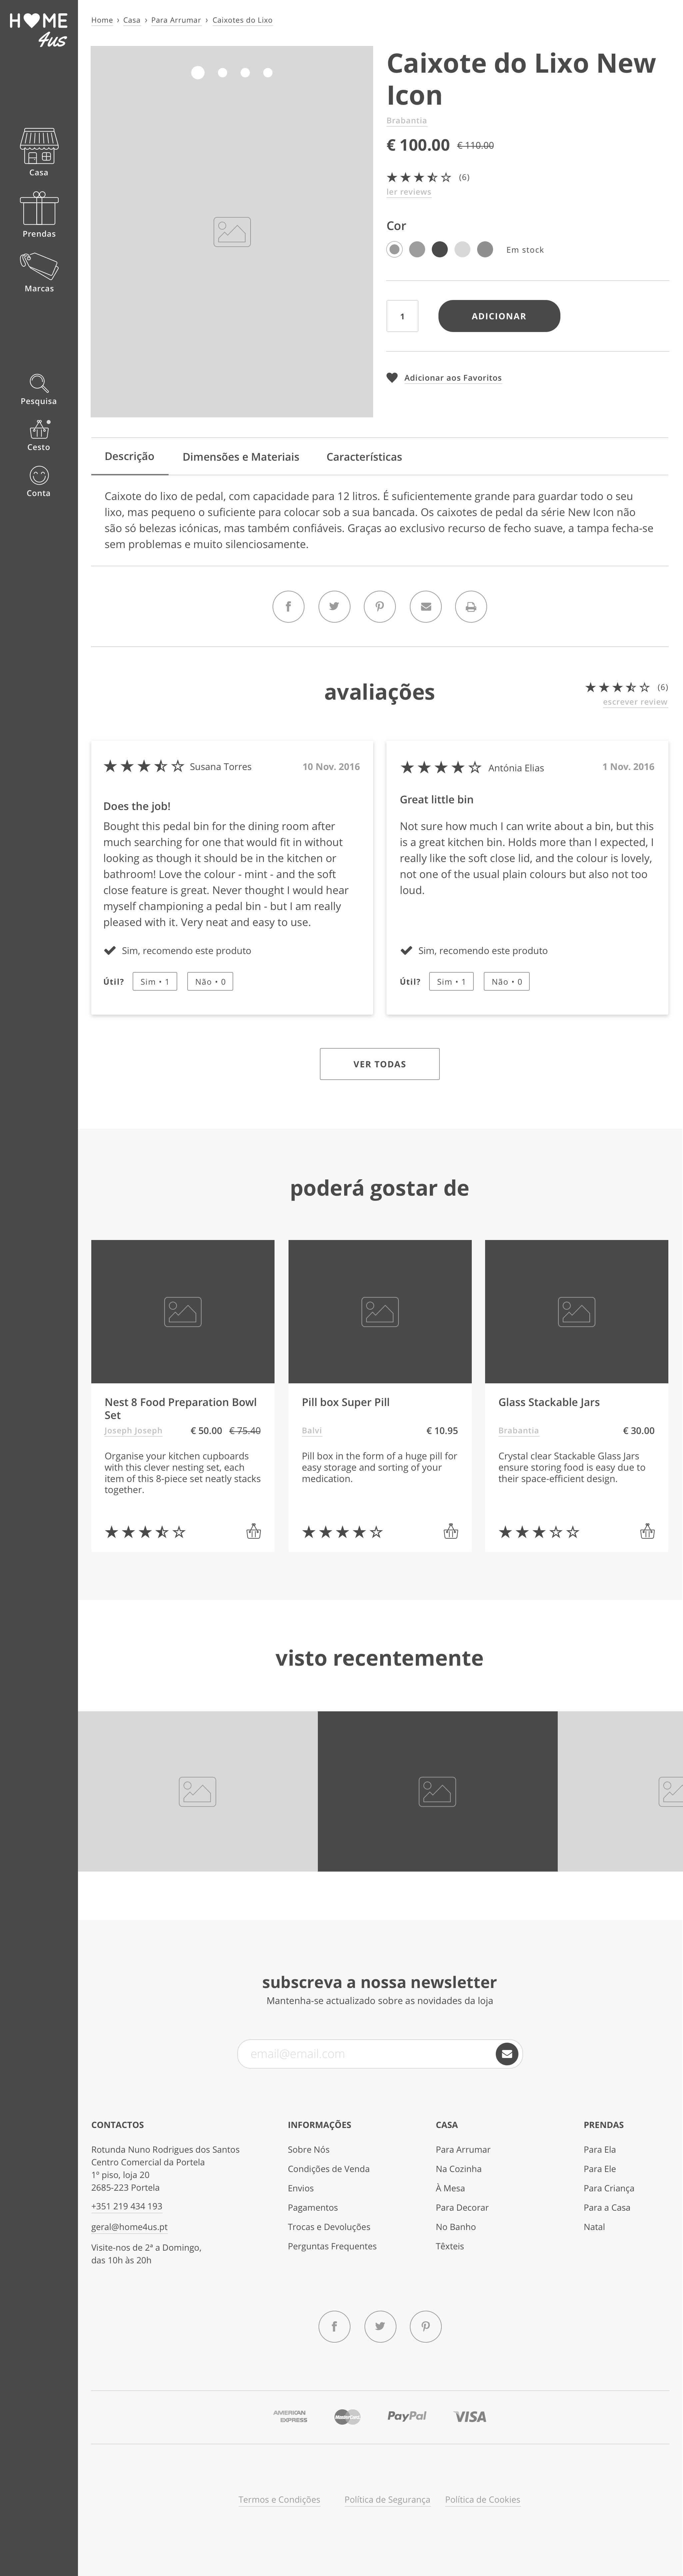 HOME
4us
Casa
Prendas
Marcas
Pesquisa
Cesto
Conta
Home › Casa › Para Arrumar › Caixotes do Lixo
Caixote do Lixo New
Icon
Brabantia
€ 100.00 € 110.00
(6)
ler reviews
Cor
Em stock
1 ADICIONAR
Adicionar aos Favoritos
Descrição Dimensões e Materiais Características
Caixote do lixo de pedal, com capacidade para 12 litros. É suficientemente grande para guardar todo o seu
lixo, mas pequeno o suficiente para colocar sob a sua bancada. Os caixotes de pedal da série New Icon não
são só belezas icónicas, mas também confiáveis. Graças ao exclusivo recurso de fecho suave, a tampa fecha-se
sem problemas e muito silenciosamente.
avaliações
(6)
escrever review
Susana Torres 10 Nov. 2016
Does the job!
Bought this pedal bin for the dining room after
much searching for one that would fit in without
looking as though it should be in the kitchen or
bathroom! Love the colour - mint - and the soft
close feature is great. Never thought I would hear
myself championing a pedal bin - but I am really
pleased with it. Very neat and easy to use.
Sim, recomendo este produto
Útil? Sim • 1 Não • 0
Antónia Elias 1 Nov. 2016
Great little bin
Not sure how much I can write about a bin, but this
is a great kitchen bin. Holds more than I expected, I
really like the soft close lid, and the colour is lovely,
not one of the usual plain colours but also not too
loud.
Sim, recomendo este produto
Útil? Sim • 1 Não • 0
VER TODAS
poderá gostar de
Nest 8 Food Preparation Bowl
Set
Joseph Joseph € 50.00 € 75.40
Organise your kitchen cupboards
with this clever nesting set, each
item of this 8-piece set neatly stacks
together.
Pill box Super Pill
Balvi € 10.95
Pill box in the form of a huge pill for
easy storage and sorting of your
medication.
Glass Stackable Jars
Brabantia € 30.00
Crystal clear Stackable Glass Jars
ensure storing food is easy due to
their space-efficient design.
visto recentemente
subscreva a nossa newsletter
Mantenha-se actualizado sobre as novidades da loja
email@email.com
CONTACTOS
Rotunda Nuno Rodrigues dos Santos
Centro Comercial da Portela
1º piso, loja 20
2685-223 Portela
+351 219 434 193
geral@home4us.pt
Visite-nos de 2ª a Domingo,
das 10h às 20h
INFORMAÇÕES
Sobre Nós
Condições de Venda
Envios
Pagamentos
Trocas e Devoluções
Perguntas Frequentes
CASA
Para Arrumar
Na Cozinha
À Mesa
Para Decorar
No Banho
Têxteis
PRENDAS
Para Ela
Para Ele
Para Criança
Para a Casa
Natal
AMERICAN
EXPRESS
MasterCard
PayPal
VISA
Termos e Condições Política de Segurança Política de Cookies